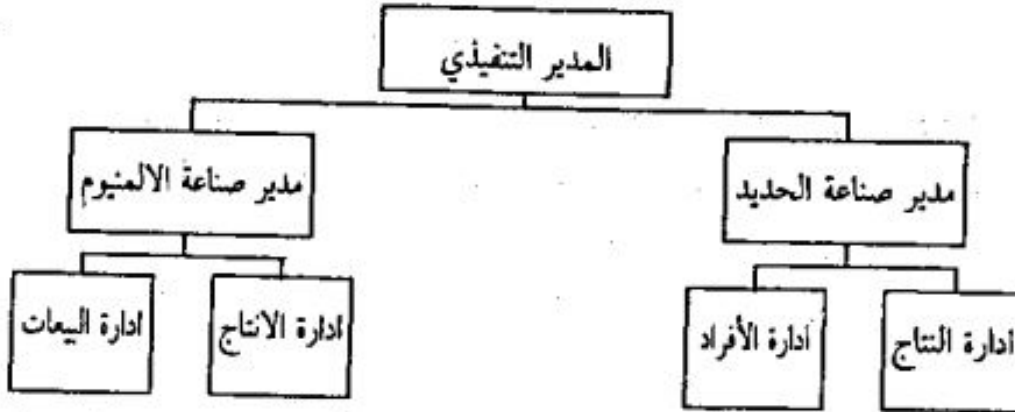 المدير التنفيذي
مدير صناعة الحديد
مدير صناعة الالمنيوم
ادارة النتاج
ادارة الأفراد
ادارة الانتاج
ادارة البيعات